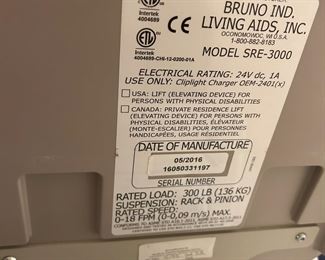 BRUNO IND.
LIVING AIDS, INC.
OCONOMOWOC, WI U.S.A.
1-800-882-8183
Intertek
4004689
MODEL SRE-3000
Intertek
4004689-CHI-12-0200-01A
ELECTRICAL RATING: 24V dc, 1A
USE ONLY: Cliplight Charger OEM-2401(x)
USA: LIFT (ELEVATING DEVICE) FOR
PERSONS WITH PHYSICAL DISABILITIES
CANADA: PRIVATE RESIDENCE LIFT
(ELEVATING DEVICE) FOR PERSONS WITH
PHYSICAL DISABILITIES, ÉLÉVATEUR
(MONTE-ESCALIER) POUR PERSONNES
HANDICAPÉES, À USAGE RÉSIDENTIEL
DATE OF MANUFACTURE
05/2016
16050331197
SERIAL NUMBER
RATED LOAD: 300 LB (136 KG)
SUSPENSION: RACK & PINION
RATED SPEED:
0-18 FPM (0-0,09 m/s) MAXIMUM